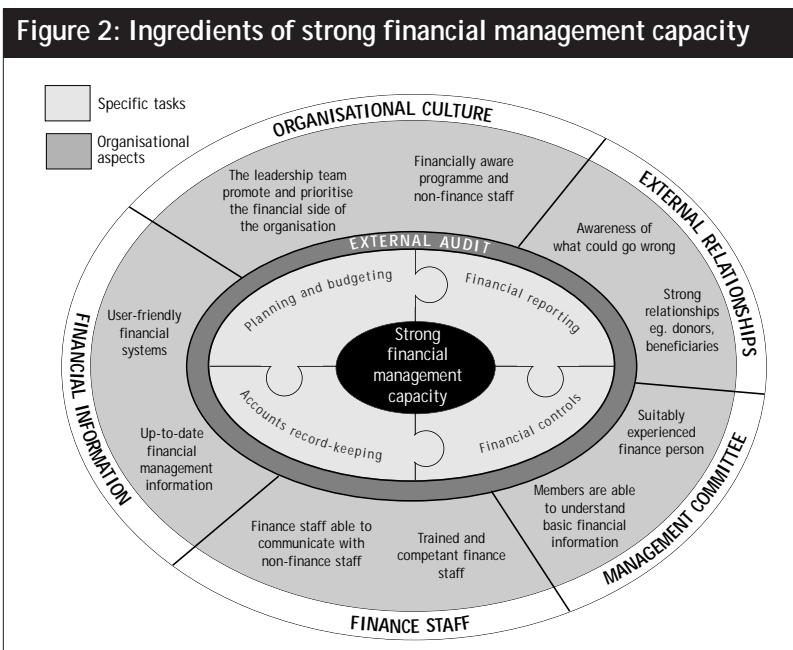 Figure 2: Ingredients of strong financial management capacity
Specific tasks
Organisational
aspects
ORGANISATIONAL CULTURE
The leadership team
promote and prioritise
the financial side of
the organisation
Financially aware
programme and
non-finance staff
EXTERNAL RELATIONSHIPS
Awareness of
what could go wrong
Strong
relationships
eg. donors,
beneficiaries
MANAGEMENT COMMITTEE
Suitably
experienced
finance person
Members are able
to understand
basic financial
information
FINANCE STAFF
Trained and
competant finance
staff
Finance staff able to
communicate with
non-finance staff
FINANCIAL INFORMATION
User-friendly
financial
systems
Up-to-date
financial
management
information
EXTERNAL AUDIT
Planning and budgeting
Financial reporting
Accounts record-keeping
Financial controls
Strong
financial
management
capacity